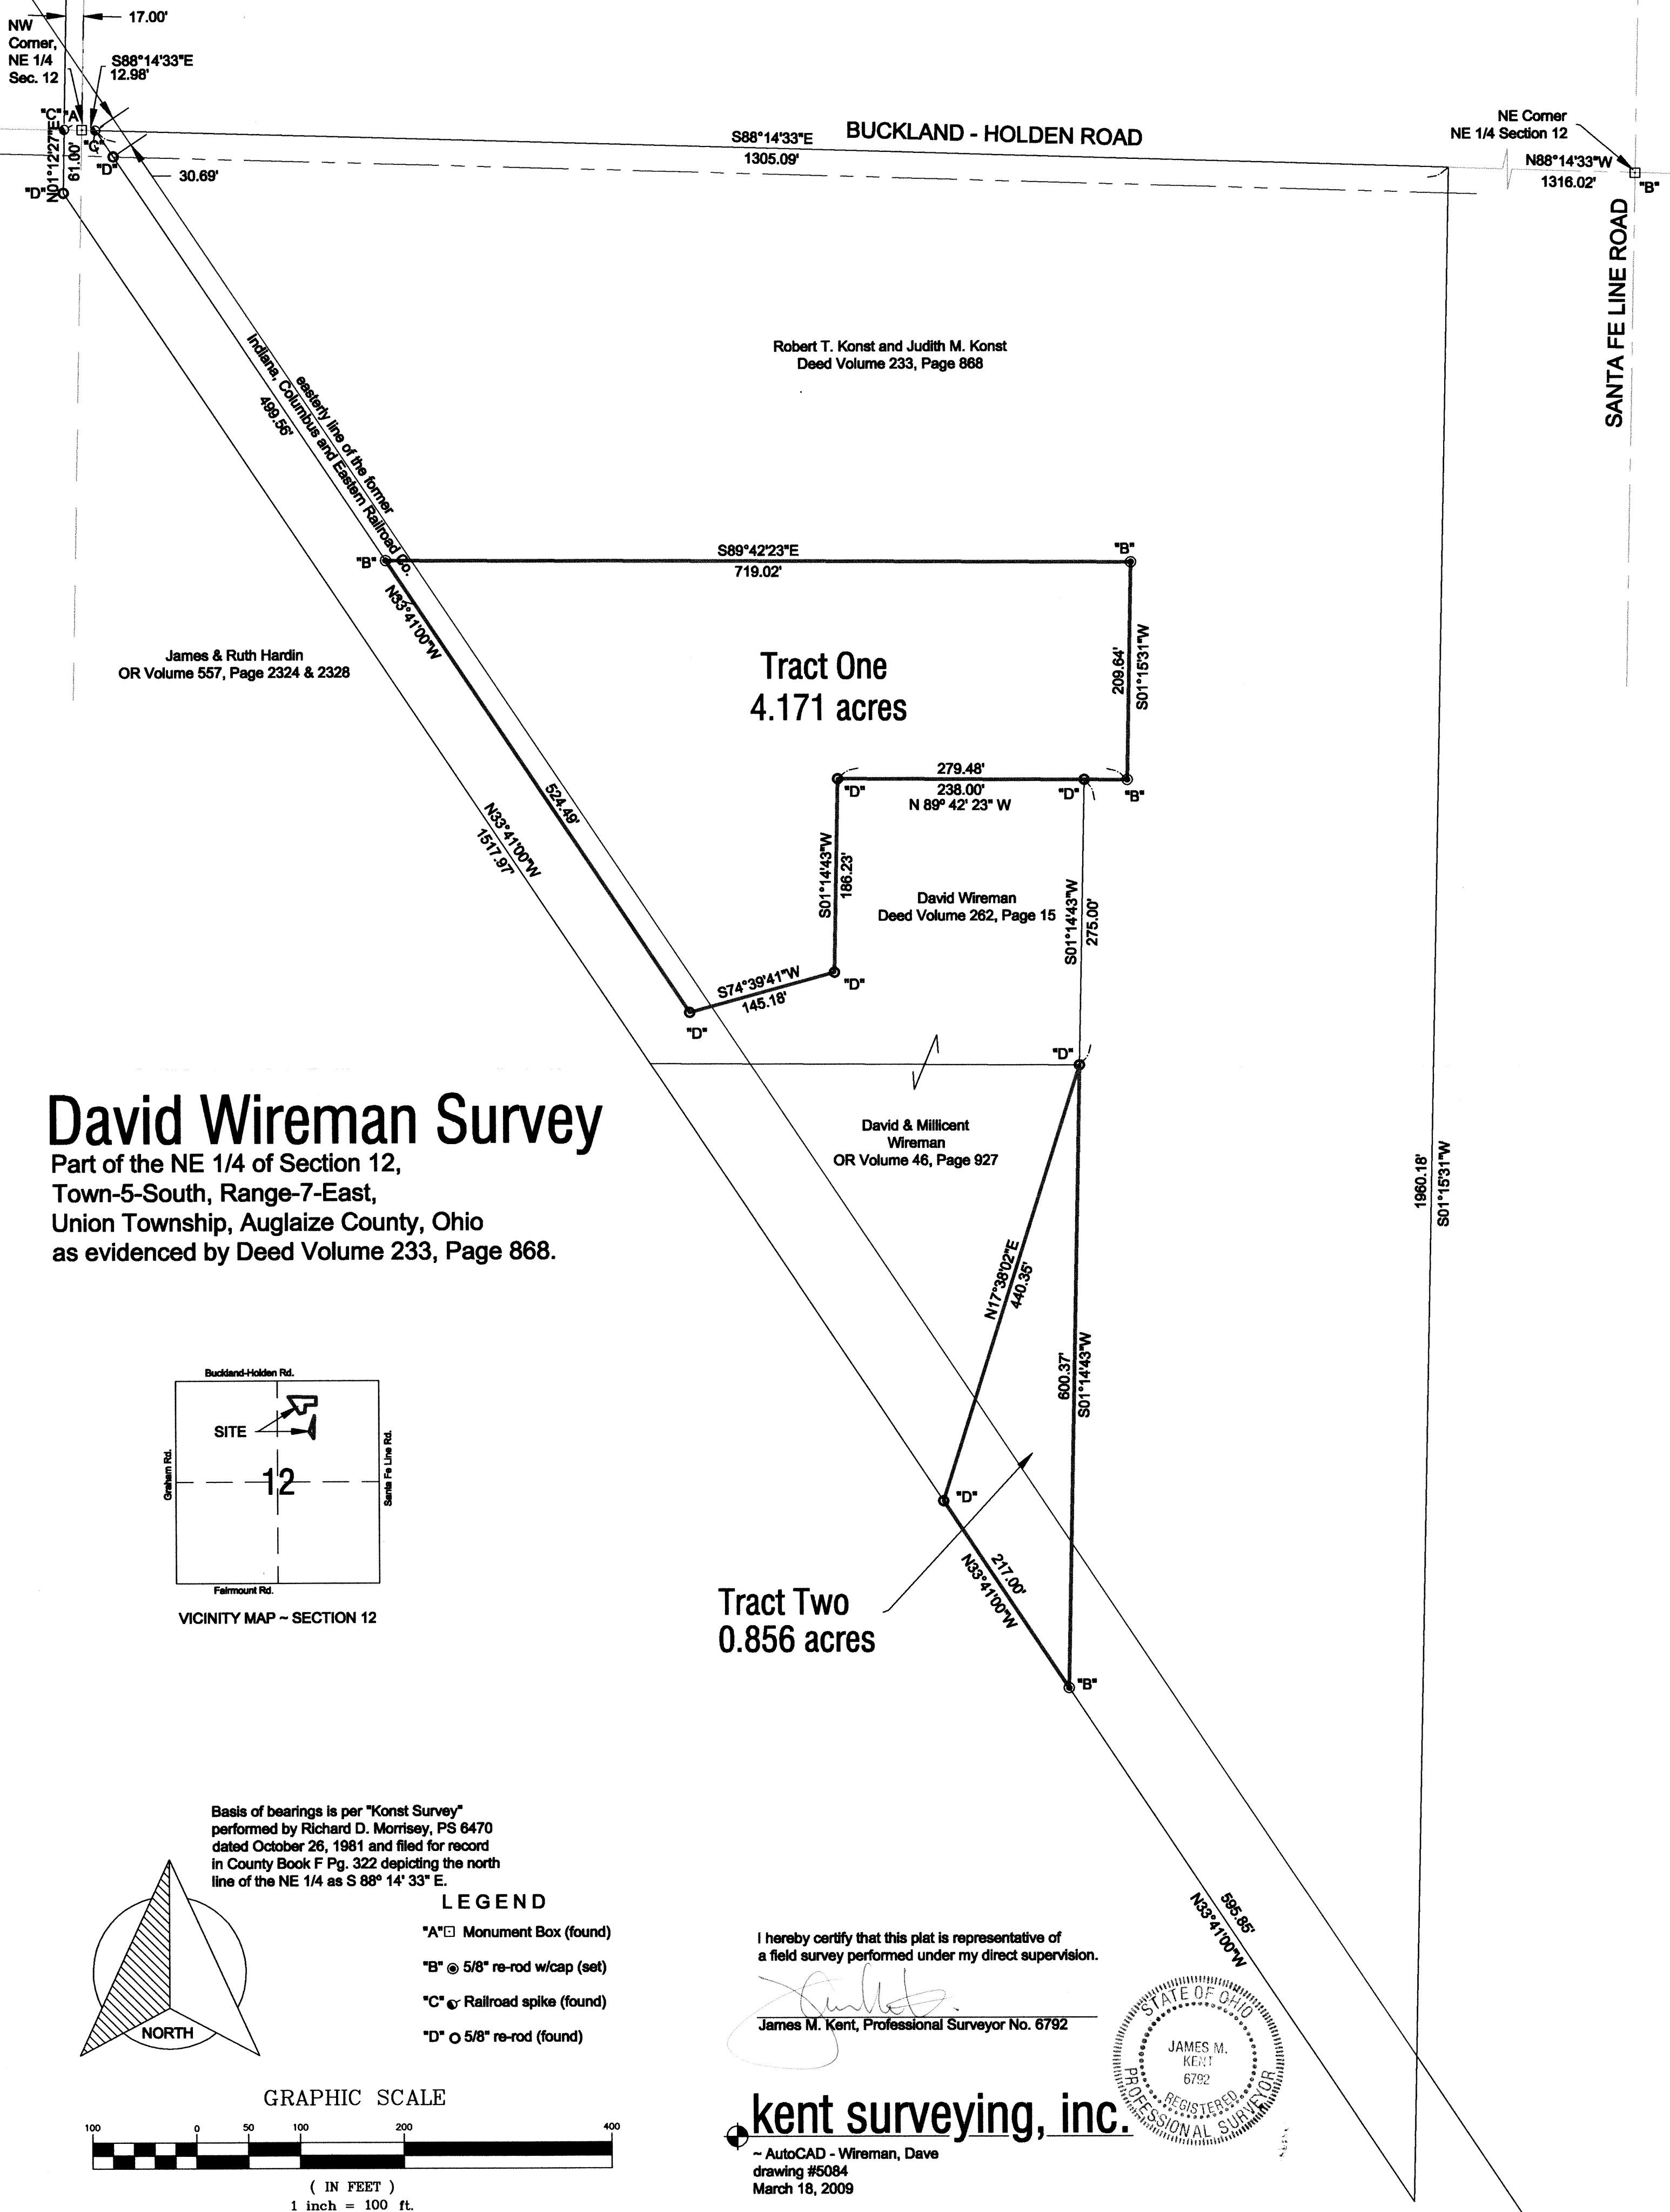 17.00'
NW
Corner,
NE 1/4
Sec. 12
S88°14'33"E
12.98'
"C"
"A
"C"
"D"
"D"
N01°12'27"E
61.00'
30.69'
S88°14'33"E
1305.09'
BUCKLAND - HOLDEN ROAD
NE Corner
NE 1/4 Section 12
N88°14'33"W
1316.02'
"B"
SANTA FE LINE ROAD
Robert T. Konst and Judith M. Konst
Deed Volume 233, Page 868
easterly line of the former
Indiana, Columbus and Eastern Railroad Co.
499.56'
"B"
S89°42'23"E
719.02'
"B"
N33°41'00"W
James & Ruth Hardin
OR Volume 557, Page 2324 & 2328
Tract One
4.171 acres
209.64'
S01°15'31"W
524.49'
N33°41'00"W
1517.97'
279.48'
238.00'
N 89° 42' 23" W
"D"
"D"
"B"
S01°14'43"W
186.23'
David Wireman
Deed Volume 262, Page 15
S01°14'43"W
275.00'
S74°39'41"W
145.18'
"D"
"D"
"D"
David Wireman Survey
Part of the NE 1/4 of Section 12,
Town-5-South, Range-7-East,
Union Township, Auglaize County, Ohio
as evidenced by Deed Volume 233, Page 868.
David & Millicent
Wireman
OR Volume 46, Page 927
1960.18'
S01°15'31"W
N17°38'02"E
440.35'
600.37'
S01°14'43"W
Buckland-Holden Rd.
SITE
12
Graham Rd.
Santa Fe Line Rd.
Fairmount Rd.
VICINITY MAP ~ SECTION 12
"D"
217.00'
N33°41'00"W
Tract Two
0.856 acres
"B"
595.85'
N33°41'00"W
Basis of bearings is per "Konst Survey"
performed by Richard D. Morrisey, PS 6470
dated October 26, 1981 and filed for record
in County Book F Pg. 322 depicting the north
line of the NE 1/4 as S 88° 14' 33" E.
LEGEND
"A" Monument Box (found)
"B" 5/8" re-rod w/cap (set)
"C" Railroad spike (found)
"D" 5/8" re-rod (found)
NORTH
I hereby certify that this plat is representative of
a field survey performed under my direct supervision.
James M. Kent, Professional Surveyor No. 6792
STATE OF OHIO
JAMES M.
KENT
6792
REGISTERED
PROFESSIONAL SURVEYOR
GRAPHIC SCALE
100 0 50 100 200 400
( IN FEET )
1 inch = 100 ft.
kent surveying, inc.
~ AutoCAD - Wireman, Dave
drawing #5084
March 18, 2009